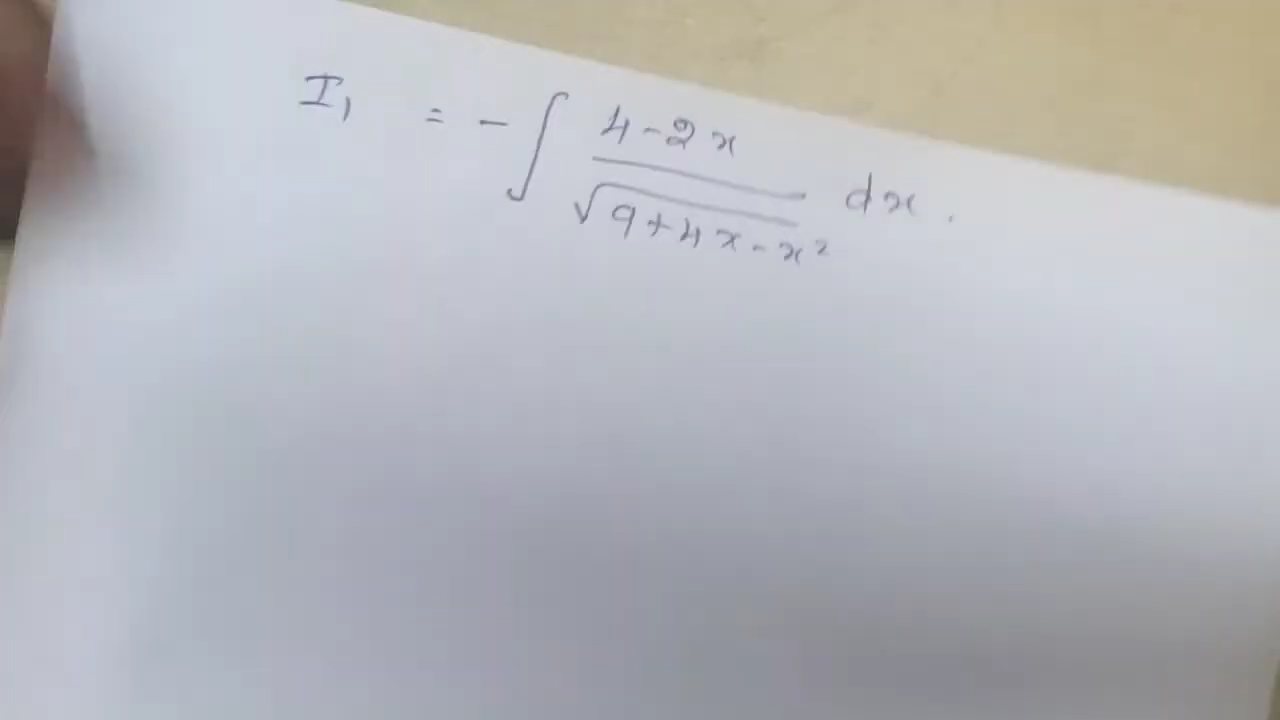 I₁ = - ∫ (4-2x)/(√(9+4x-x²)) dx .